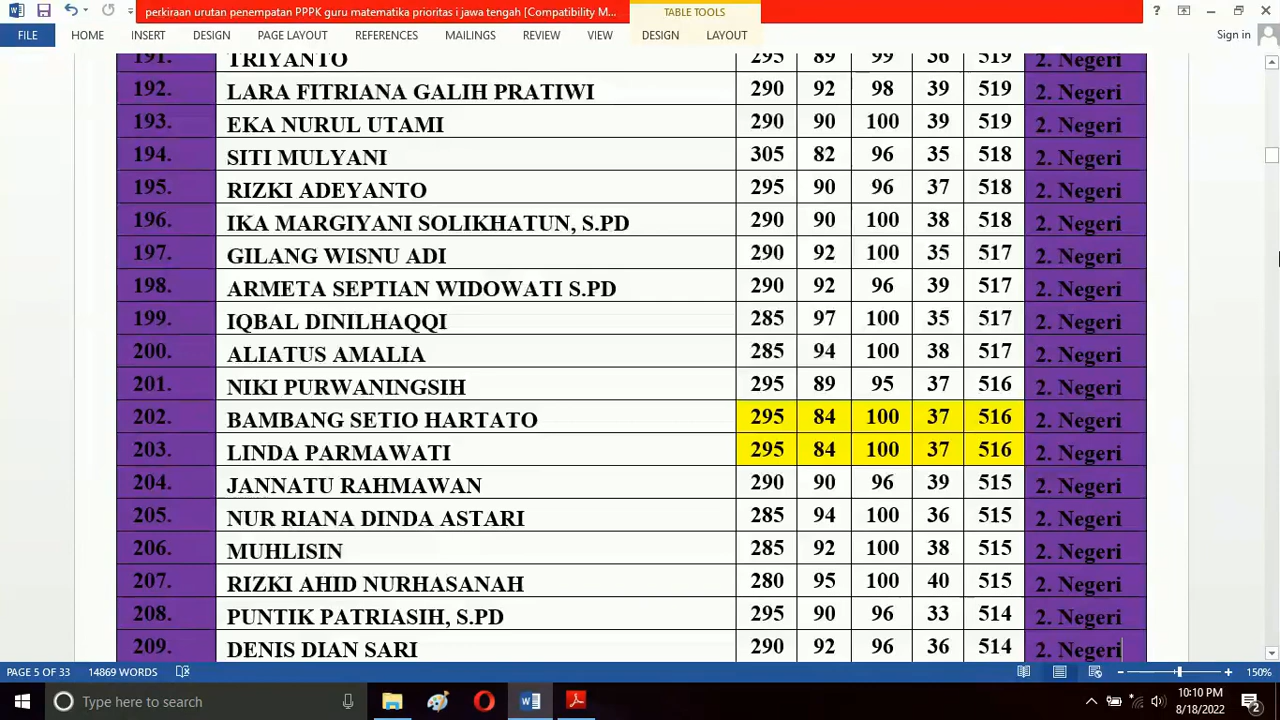 perkiraan urutan penempatan PPPK guru matematika prioritas i jawa tengah [Compatibility M...
TABLE TOOLS
?
FILE HOME INSERT DESIGN PAGE LAYOUT REFERENCES MAILINGS REVIEW VIEW DESIGN LAYOUT Sign in
191. TRIYANTO 295 89 99 36 519 2. Negeri
192. LARA FITRIANA GALIH PRATIWI 290 92 98 39 519 2. Negeri
193. EKA NURUL UTAMI 290 90 100 39 519 2. Negeri
194. SITI MULYANI 305 82 96 35 518 2. Negeri
195. RIZKI ADEYANTO 295 90 96 37 518 2. Negeri
196. IKA MARGIYANI SOLIKHATUN, S.PD 290 90 100 38 518 2. Negeri
197. GILANG WISNU ADI 290 92 100 35 517 2. Negeri
198. ARMETA SEPTIAN WIDOWATI S.PD 290 92 96 39 517 2. Negeri
199. IQBAL DINILHAQQI 285 97 100 35 517 2. Negeri
200. ALIATUS AMALIA 285 94 100 38 517 2. Negeri
201. NIKI PURWANINGSIH 295 89 95 37 516 2. Negeri
202. BAMBANG SETIO HARTATO 295 84 100 37 516 2. Negeri
203. LINDA PARMAWATI 295 84 100 37 516 2. Negeri
204. JANNATU RAHMAWAN 290 90 96 39 515 2. Negeri
205. NUR RIANA DINDA ASTARI 285 94 100 36 515 2. Negeri
206. MUHLISIN 285 92 100 38 515 2. Negeri
207. RIZKI AHID NURHASANAH 280 95 100 40 515 2. Negeri
208. PUNTIK PATRIASIH, S.PD 295 90 96 33 514 2. Negeri
209. DENIS DIAN SARI 290 92 96 36 514 2. Negeri
PAGE 5 OF 33 14869 WORDS 150%
Type here to search
10:10 PM
8/18/2022
2